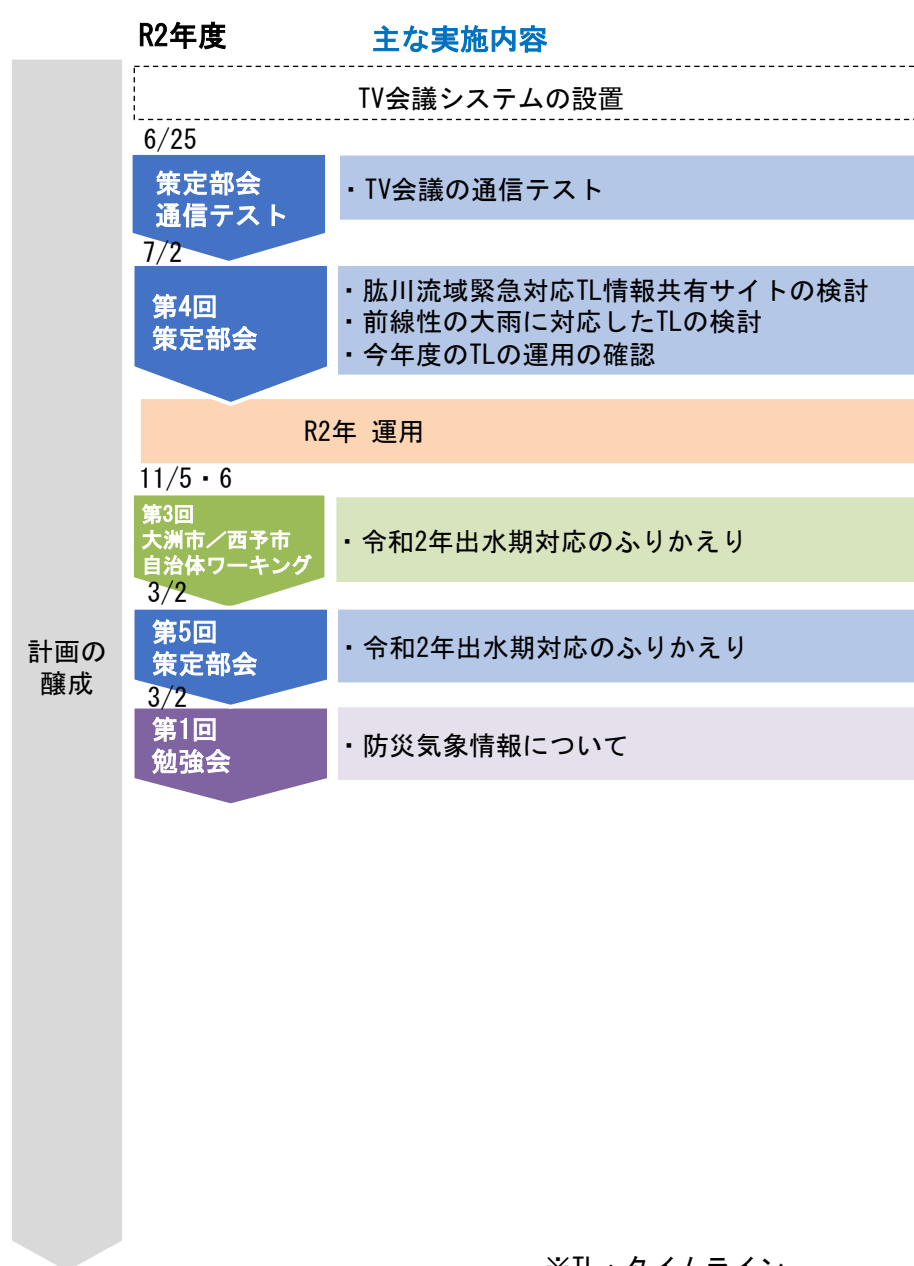 R2年度
主な実施内容
TV会議システムの設置
6/25
策定部会
通信テスト
・TV会議の通信テスト
7/2
第4回
策定部会
・肱川流域緊急対応TL情報共有サイトの検討
・前線性の大雨に対応したTLの検討
・今年度のTLの運用の確認
R2年 運用
11/5・6
第3回
大洲市／西予市
自治体ワーキング
・令和2年出水期対応のふりかえり
3/2
第5回
策定部会
・令和2年出水期対応のふりかえり
3/2
第1回
勉強会
・防災気象情報について
計画の
醸成
※TL・タイムライン